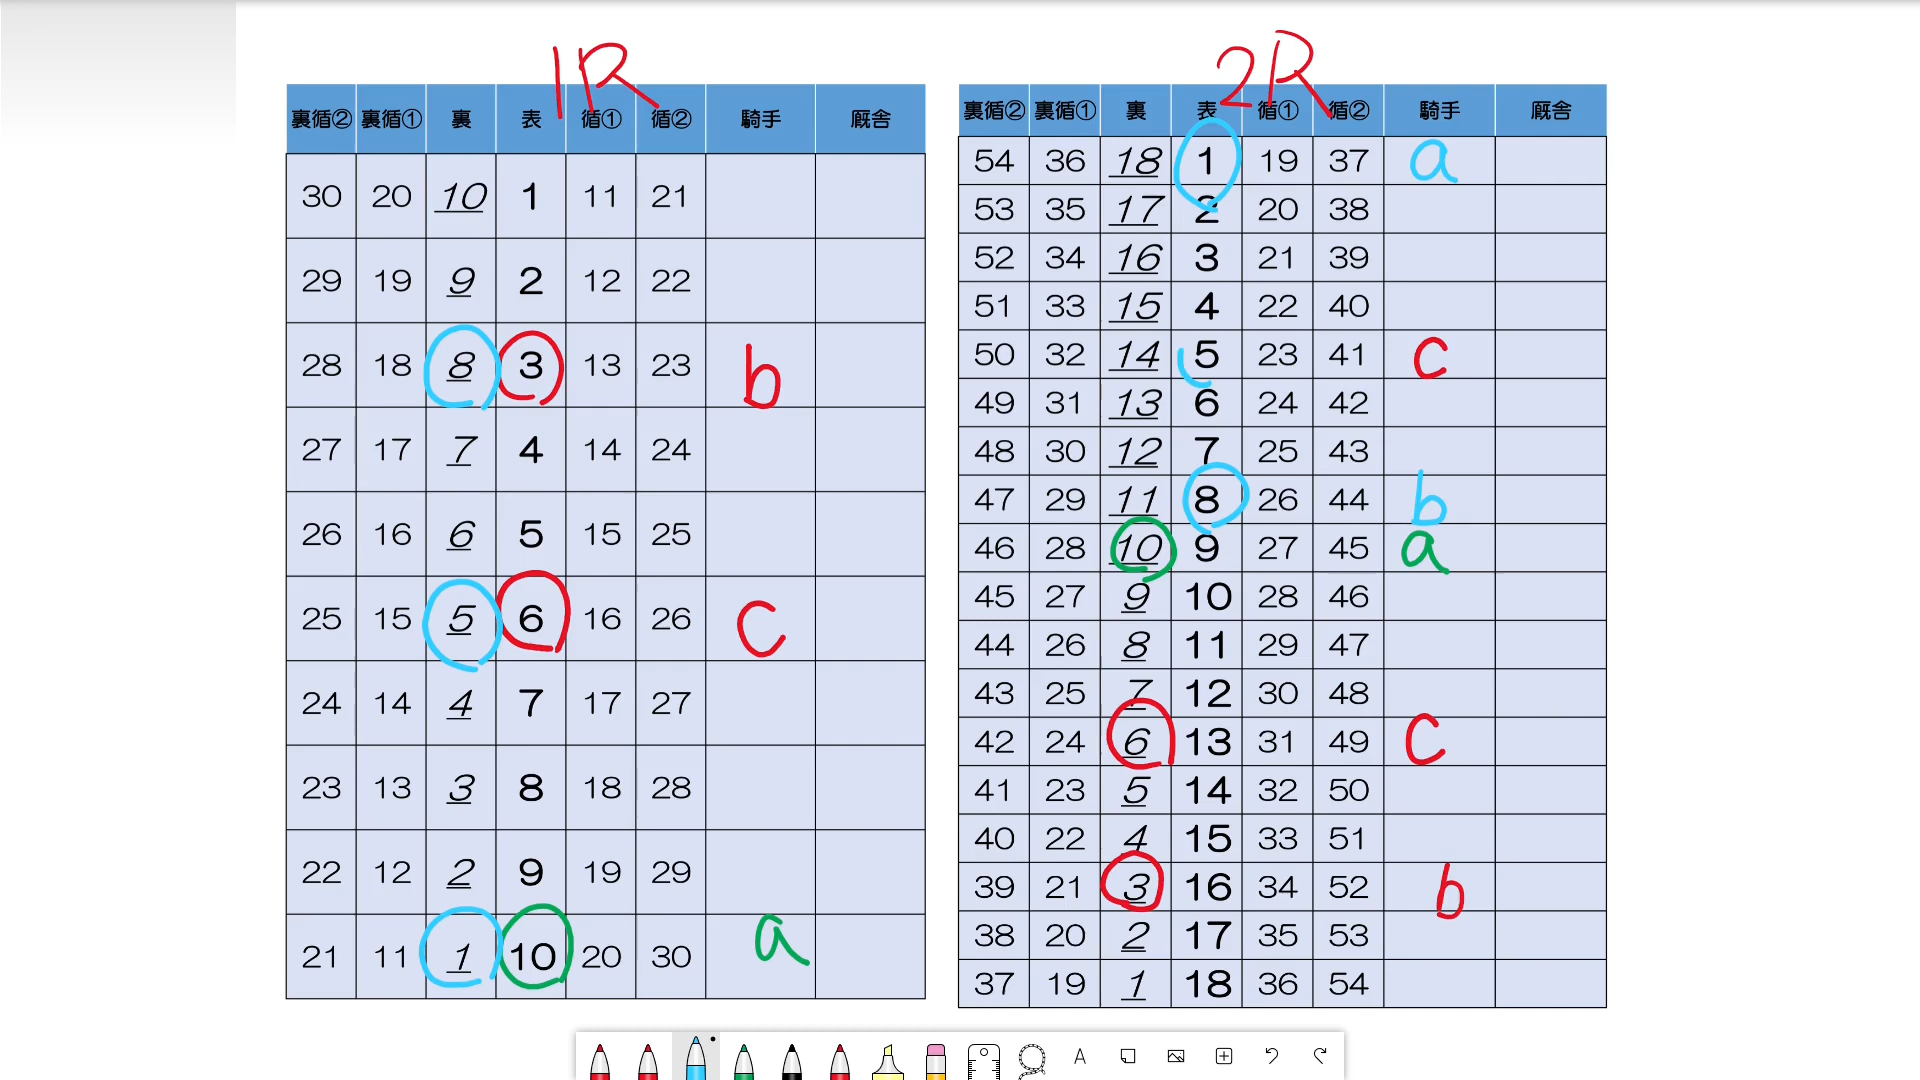 1R
裏循② 裏循① 裏 表 循① 循② 騎手 厩舎
30 20 10 1 11 21
29 19 9 2 12 22
28 18 8 3 13 23 b
27 17 7 4 14 24
26 16 6 5 15 25
25 15 5 6 16 26 c
24 14 4 7 17 27
23 13 3 8 18 28
22 12 2 9 19 29
21 11 1 10 20 30 a
2R
裏循② 裏循① 裏 表 循① 循② 騎手 厩舎
54 36 18 1 19 37 a
53 35 17 2 20 38
52 34 16 3 21 39
51 33 15 4 22 40
50 32 14 5 23 41 c
49 31 13 6 24 42
48 30 12 7 25 43
47 29 11 8 26 44 b
46 28 10 9 27 45 a
45 27 9 10 28 46
44 26 8 11 29 47
43 25 7 12 30 48
42 24 6 13 31 49 c
41 23 5 14 32 50
40 22 4 15 33 51
39 21 3 16 34 52 b
38 20 2 17 35 53
37 19 1 18 36 54
A